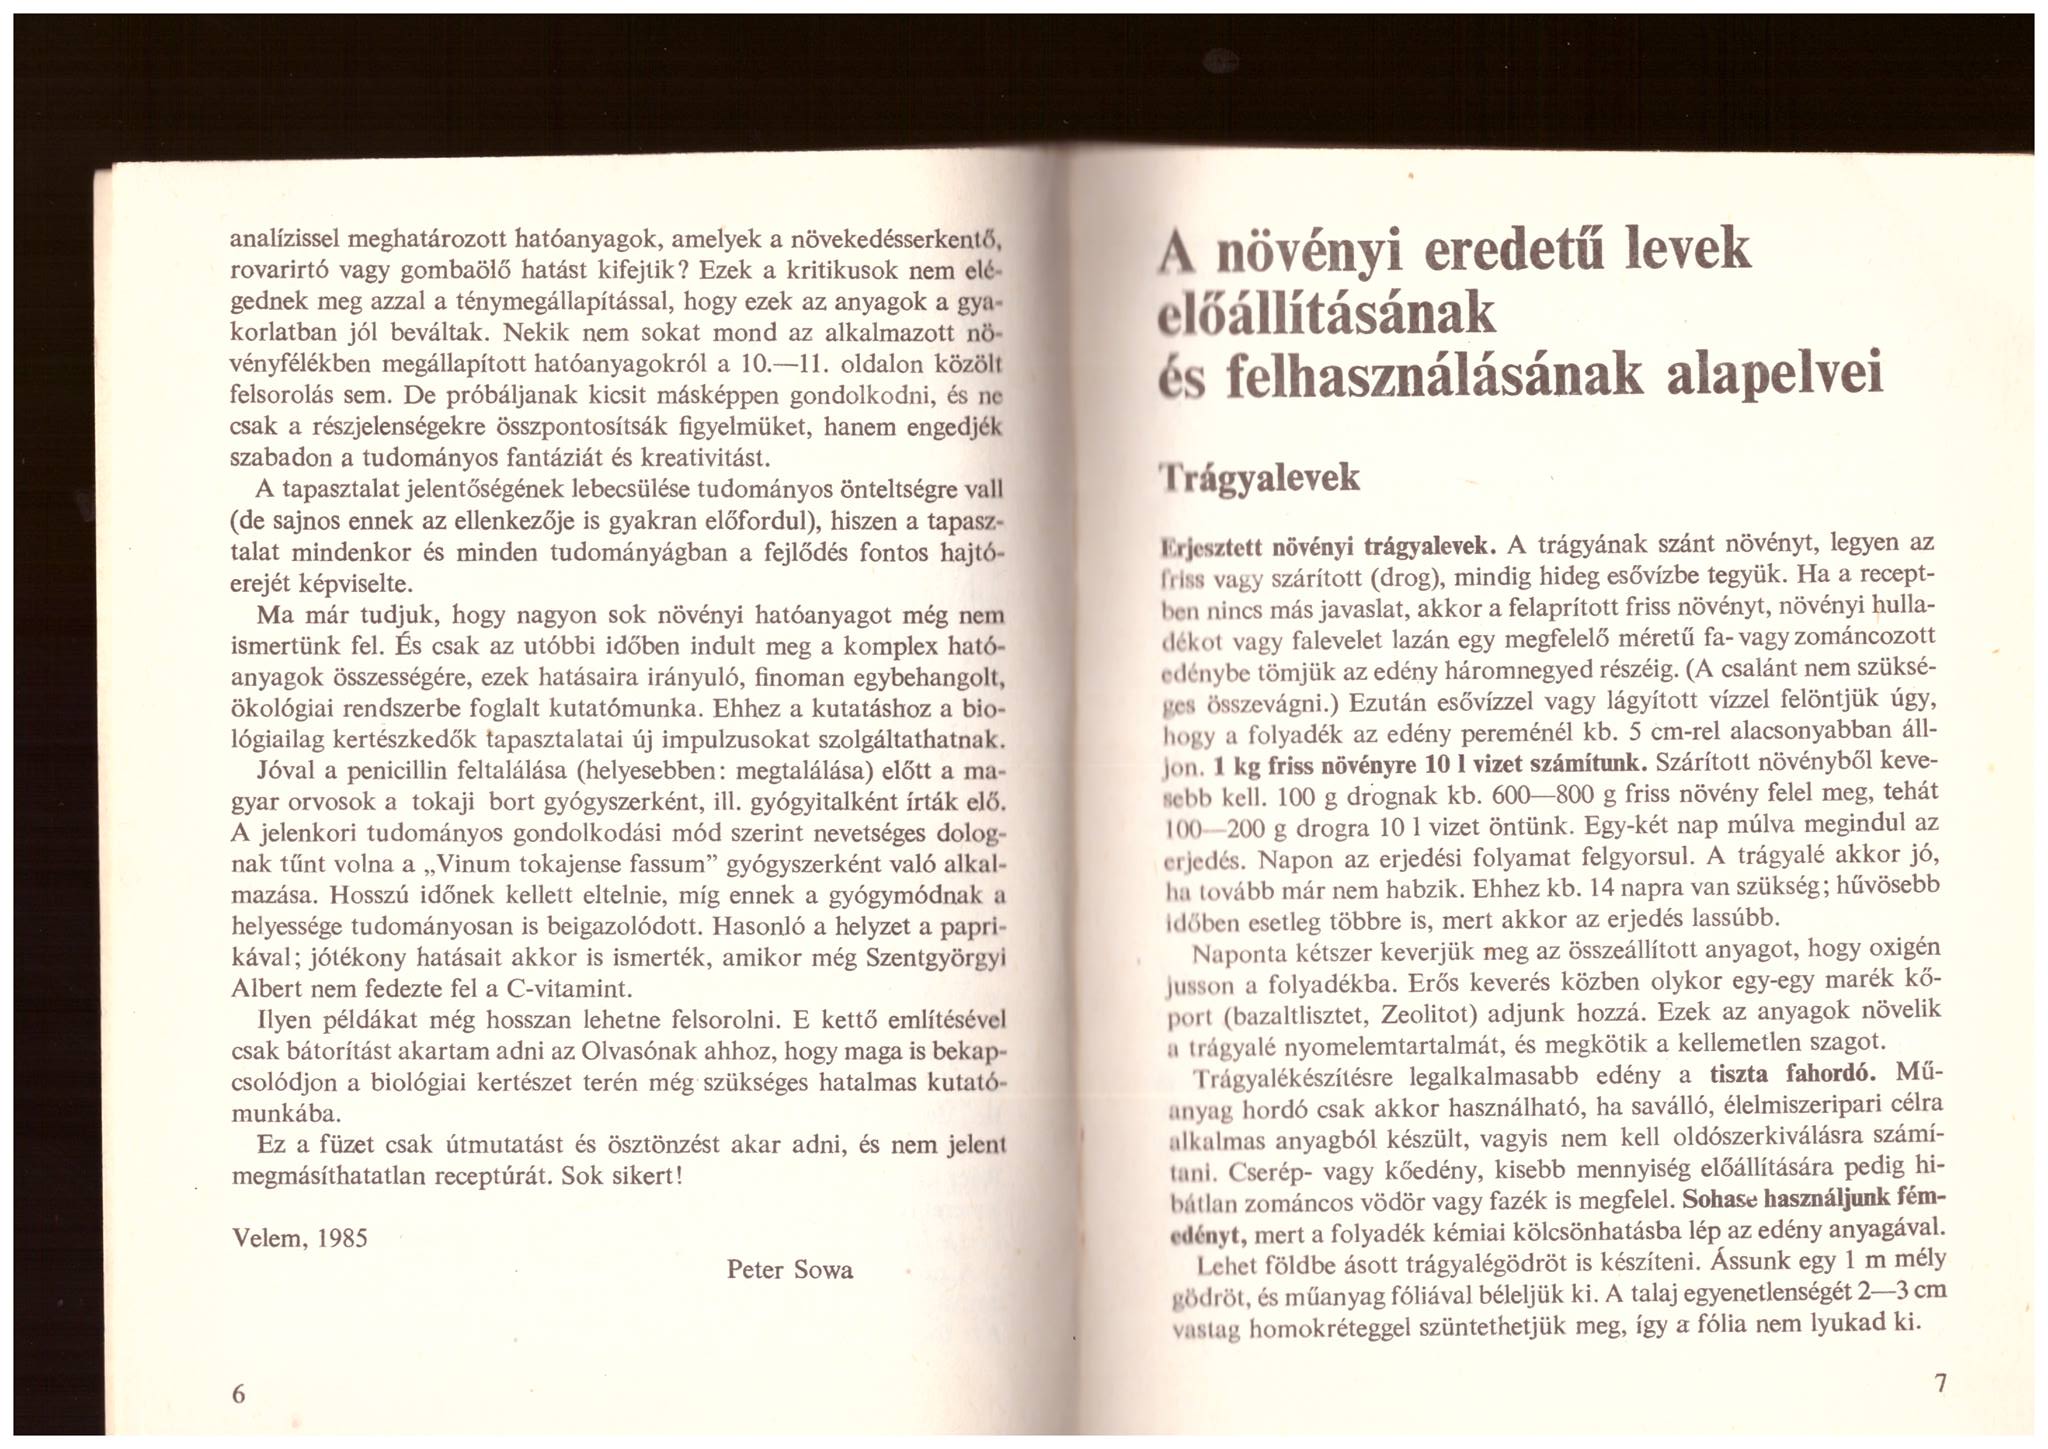 analízissel meghatározott hatóanyagok, amelyek a növekedésserkentő,
rovarirtó vagy gombaölő hatást kifejtik? Ezek a kritikusok nem elé-
gednek meg azzal a ténymegállapítással, hogy ezek az anyagok a gya-
korlatban jól beváltak. Nekik nem sokat mond az alkalmazott nö-
vényfélékben megállapított hatóanyagokról a 10.—11. oldalon közölt
felsorolás sem. De próbáljanak kicsit másképpen gondolkodni, és ne
csak a részjelenségekre összpontosítsák figyelmüket, hanem engedjék
szabadon a tudományos fantáziát és kreativitást.
A tapasztalat jelentőségének lebecsülése tudományos önteltségre vall
(de sajnos ennek az ellenkezője is gyakran előfordul), hiszen a tapasz-
talat mindenkor és minden tudományágban a fejlődés fontos hajtó-
erejét képviselte.
Ma már tudjuk, hogy nagyon sok növényi hatóanyagot még nem
ismertünk fel. És csak az utóbbi időben indult meg a komplex ható-
anyagok összességére, ezek hatásaira irányuló, finoman egybehangolt,
ökológiai rendszerbe foglalt kutatómunka. Ehhez a kutatáshoz a bio-
lógiailag kertészkedők tapasztalatai új impulzusokat szolgáltathatnak.
Jóval a penicillin feltalálása (helyesebben: megtalálása) előtt a ma-
gyar orvosok a tokaji bort gyógyszerként, ill. gyógyitalként írták elő.
A jelenkori tudományos gondolkodási mód szerint nevetséges dolog-
nak tűnt volna a „Vinum tokajense fassum” gyógyszerként való alkal-
mazása. Hosszú időnek kellett eltelnie, míg ennek a gyógymódnak a
helyessége tudományosan is beigazolódott. Hasonló a helyzet a papri-
kával; jótékony hatásait akkor is ismerték, amikor még Szentgyörgyi
Albert nem fedezte fel a C-vitamint.
Ilyen példákat még hosszan lehetne felsorolni. E kettő említésével
csak bátorítást akartam adni az Olvasónak ahhoz, hogy maga is bekap-
csolódjon a biológiai kertészet terén még szükséges hatalmas kutató-
munkába.
Ez a füzet csak útmutatást és ösztönzést akar adni, és nem jelent
megmásíthatatlan receptúrát. Sok sikert!
Velem, 1985
Peter Sowa
6
A növényi eredetű levek
előállításának
és felhasználásának alapelvei
Trágyalevek
Erjesztett növényi trágyalevek. A trágyának szánt növényt, legyen az
friss vagy szárított (drog), mindig hideg esővízbe tegyük. Ha a recept-
ben nincs más javaslat, akkor a felaprított friss növényt, növényi hulla-
dékot vagy falevelet lazán egy megfelelő méretű fa- vagy zománcozott
edénybe tömjük az edény háromnegyed részéig. (A csalánt nem szüksé-
ges összevágni.) Ezután esővízzel vagy lágyított vízzel felöntjük úgy,
hogy a folyadék az edény pereménél kb. 5 cm-rel alacsonyabban áll-
jon. 1 kg friss növényre 10 l vizet számítunk. Szárított növényből keve-
sebb kell. 100 g drognak kb. 600—800 g friss növény felel meg, tehát
100—200 g drogra 10 l vizet öntünk. Egy-két nap múlva megindul az
erjedés. Napon az erjedési folyamat felgyorsul. A trágyalé akkor jó,
ha tovább már nem habzik. Ehhez kb. 14 napra van szükség; hűvösebb
időben esetleg többre is, mert akkor az erjedés lassúbb.
Naponta kétszer keverjük meg az összeállított anyagot, hogy oxigén
jusson a folyadékba. Erős keverés közben olykor egy-egy marék kő-
port (bazaltlisztet, Zeolitot) adjunk hozzá. Ezek az anyagok növelik
a trágyalé nyomelemtartalmát, és megkötik a kellemetlen szagot.
Trágyalékészítésre legalkalmasabb edény a tiszta fahordó. Mű-
anyag hordó csak akkor használható, ha saválló, élelmiszeripari célra
alkalmas anyagból készült, vagyis nem kell oldószerkiválásra számí-
tani. Cserép- vagy kőedény, kisebb mennyiség előállítására pedig hi-
bátlan zománcos vödör vagy fazék is megfelel. Sohase használjunk fém-
edényt, mert a folyadék kémiai kölcsönhatásba lép az edény anyagával.
Lehet földbe ásott trágyalégödröt is készíteni. Ássunk egy 1 m mély
gödröt, és műanyag fóliával béleljük ki. A talaj egyenetlenségét 2—3 cm
vastag homokréteggel szüntethetjük meg, így a fólia nem lyukad ki.
7